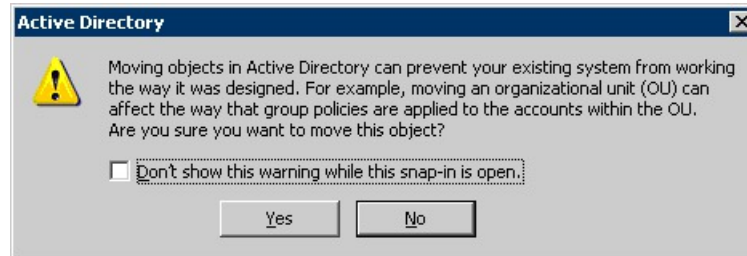 Active Directory
Moving objects in Active Directory can prevent your existing system from working
the way it was designed. For example, moving an organizational unit (OU) can
affect the way that group policies are applied to the accounts within the OU.
Are you sure you want to move this object?
Don't show this warning while this snap-in is open.
Yes No